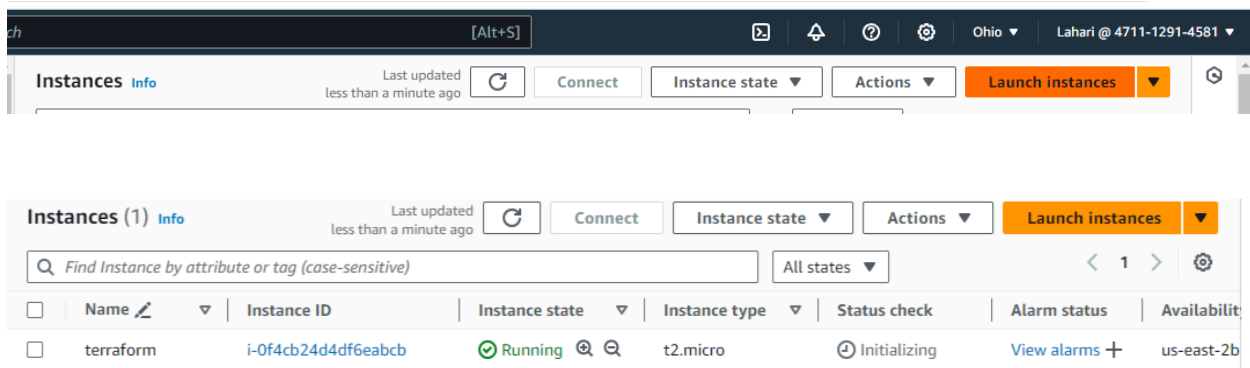 ch [Alt+S] Ohio ▼ Lahari @ 4711-1291-4581 ▼
Instances Info Last updated less than a minute ago Connect Instance state ▼ Actions ▼ Launch instances ▼
Instances (1) Info Last updated less than a minute ago Connect Instance state ▼ Actions ▼ Launch instances ▼
Find Instance by attribute or tag (case-sensitive) All states ▼ < 1 >
Name Instance ID Instance state Instance type Status check Alarm status Availabilit
terraform i-0f4cb24d4df6eabcb Running t2.micro Initializing View alarms + us-east-2b